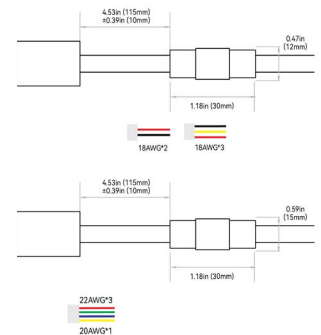 4.53in (115mm)
±0.39in (10mm)
0.47in
(12mm)
1.18in (30mm)
18AWG*2
18AWG*3
4.53in (115mm)
±0.39in (10mm)
0.59in
(15mm)
1.18in (30mm)
22AWG*3
20AWG*1